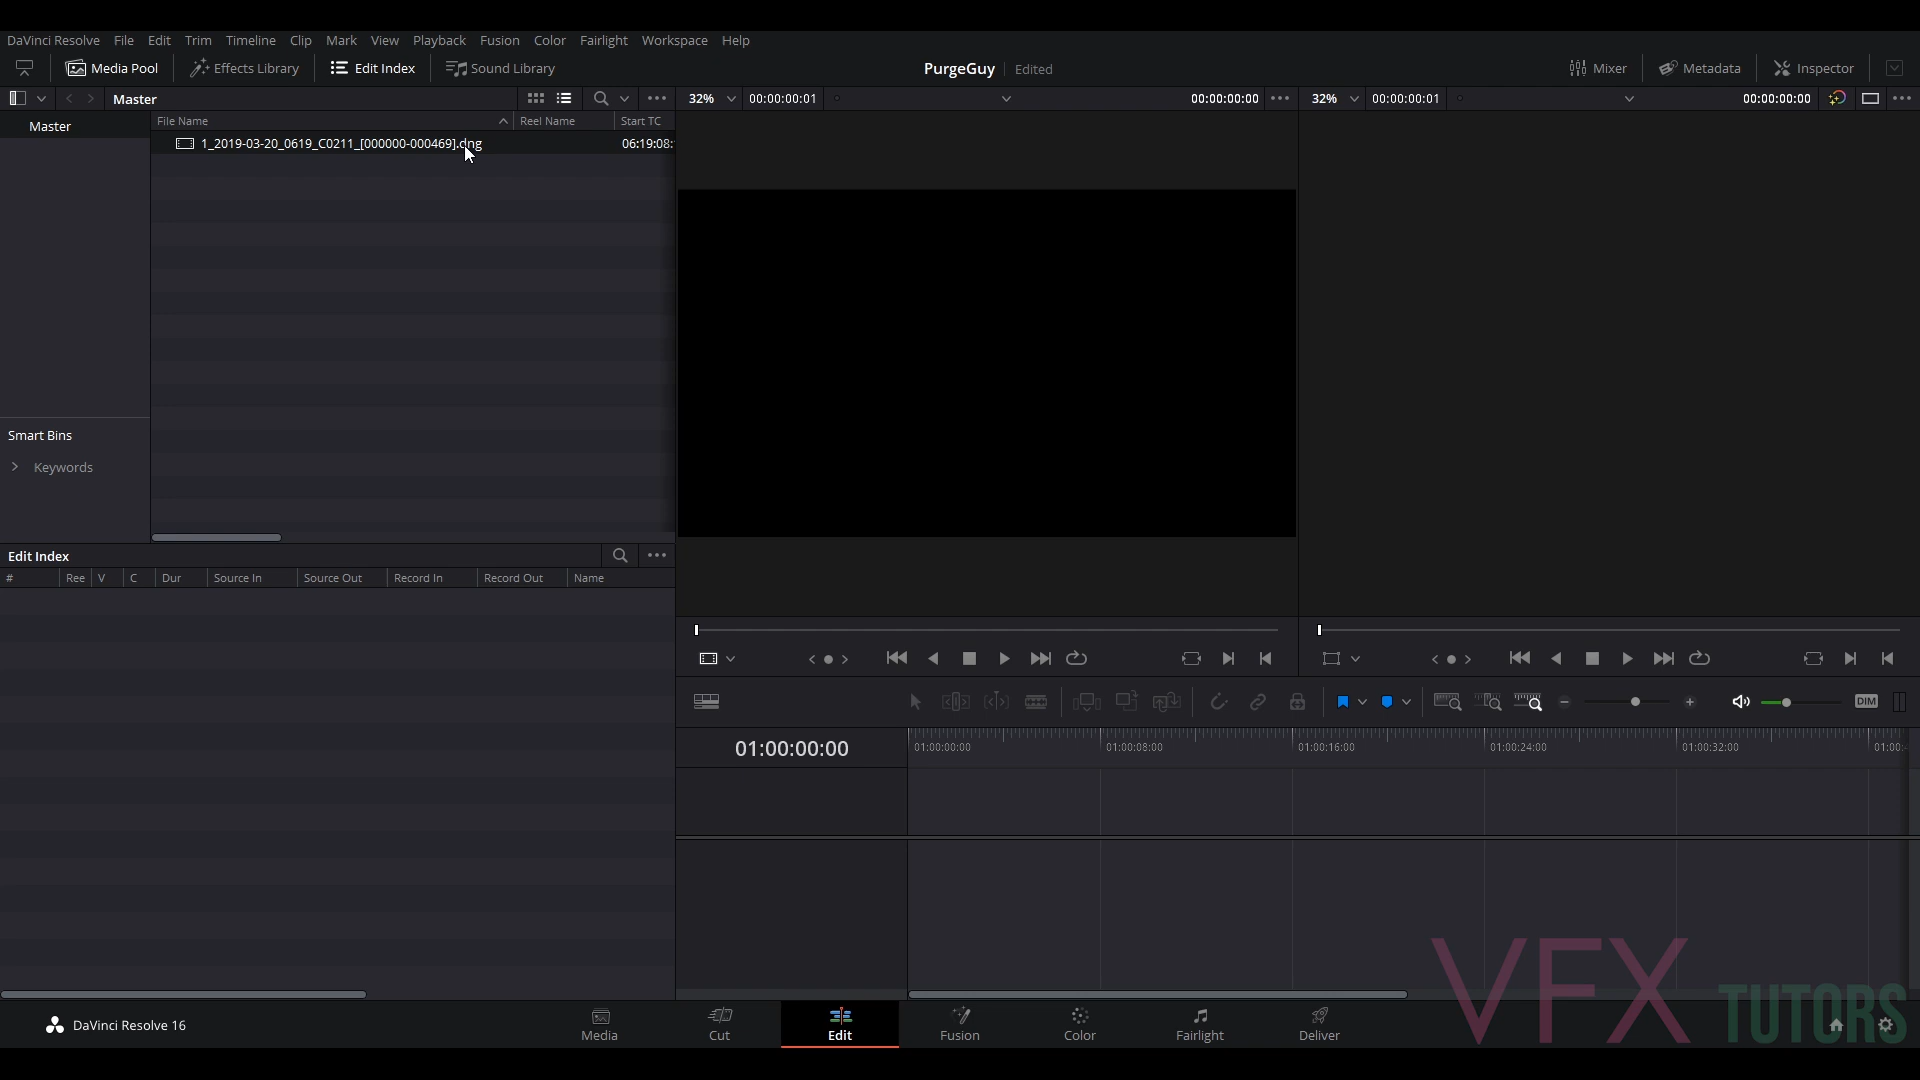 DaVinci Resolve File Edit Trim Timeline Clip Mark View Playback Fusion Color Fairlight Workspace Help
Media Pool Effects Library Edit Index Sound Library PurgeGuy Edited Mixer Metadata Inspector
Master 32% 00:00:00:01 00:00:00:00 32% 00:00:00:01 00:00:00:00
Master File Name Reel Name Start TC
1_2019-03-20_0619_C0211_[000000-000469].dng 06:19:08:
Smart Bins
Keywords
Edit Index
# Ree V C Dur Source In Source Out Record In Record Out Name
DIM
01:00:00:00 01:00:00:00 01:00:08:00 01:00:16:00 01:00:24:00 01:00:32:00 01:00:
VFX TUTORS
DaVinci Resolve 16 Media Cut Edit Fusion Color Fairlight Deliver